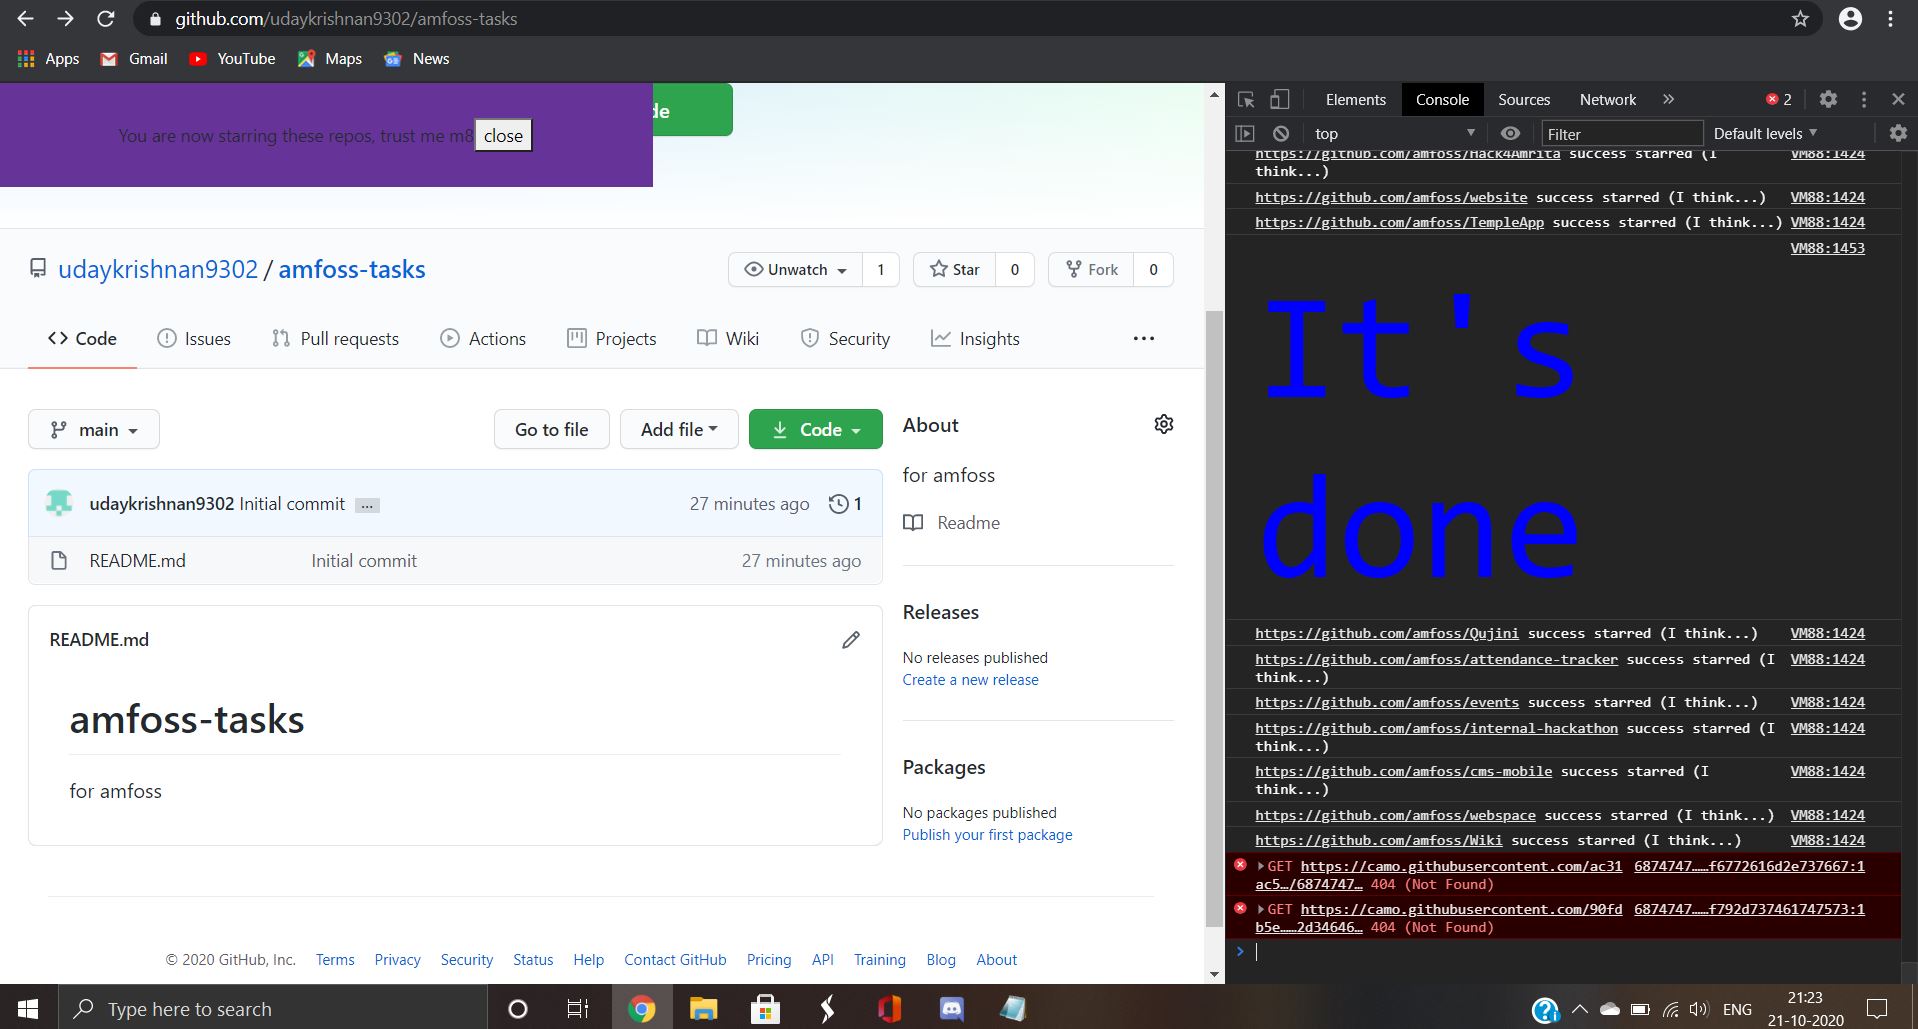 github.com/udaykrishnan9302/amfoss-tasks
Apps Gmail YouTube Maps News
You are now starring these repos, trust me m8 close
de
udaykrishnan9302 / amfoss-tasks
Unwatch 1 Star 0 Fork 0
Code Issues Pull requests Actions Projects Wiki Security Insights ...
main Go to file Add file Code
udaykrishnan9302 Initial commit ... 27 minutes ago 1
README.md Initial commit 27 minutes ago
README.md
amfoss-tasks
for amfoss
About
for amfoss
Readme
Releases
No releases published
Create a new release
Packages
No packages published
Publish your first package
© 2020 GitHub, Inc. Terms Privacy Security Status Help Contact GitHub Pricing API Training Blog About
Elements Console Sources Network » 2
top Filter Default levels
https://github.com/amfoss/Hack4Amrita success starred (I VM88:1424
think...)
https://github.com/amfoss/website success starred (I think...) VM88:1424
https://github.com/amfoss/TempleApp success starred (I think...) VM88:1424
VM88:1453
It's
done
https://github.com/amfoss/Qujini success starred (I think...) VM88:1424
https://github.com/amfoss/attendance-tracker success starred (I VM88:1424
think...)
https://github.com/amfoss/events success starred (I think...) VM88:1424
https://github.com/amfoss/internal-hackathon success starred (I VM88:1424
think...)
https://github.com/amfoss/cms-mobile success starred (I VM88:1424
think...)
https://github.com/amfoss/webspace success starred (I think...) VM88:1424
https://github.com/amfoss/Wiki success starred (I think...) VM88:1424
GET https://camo.githubusercontent.com/ac31 6874747……f6772616d2e737667:1
ac5…/6874747… 404 (Not Found)
GET https://camo.githubusercontent.com/90fd 6874747……f792d737461747573:1
b5e……2d34646… 404 (Not Found)
Type here to search
ENG
21:23
21-10-2020